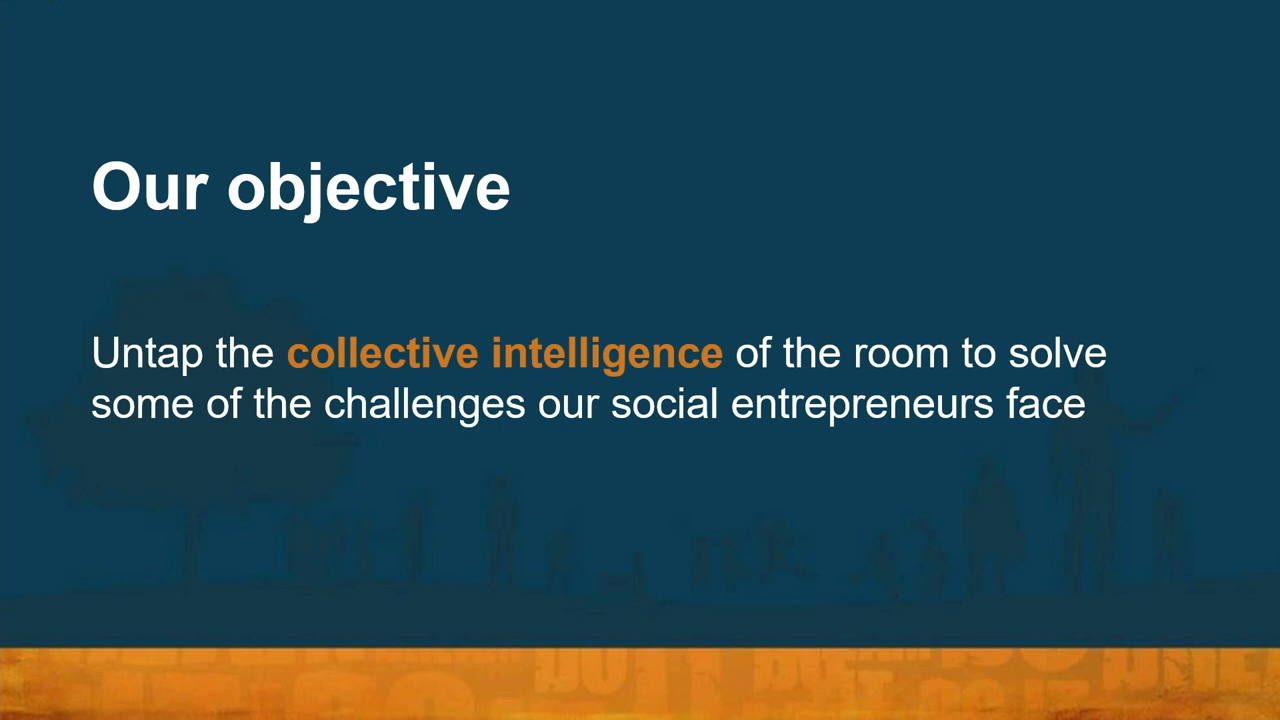 Our objective
Untap the collective intelligence of the room to solve
some of the challenges our social entrepreneurs face